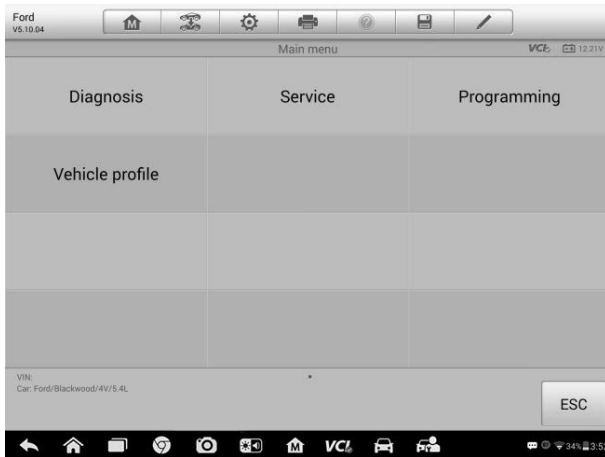 Ford
V5.10.04
M
Main menu
VCI
12.21V
Diagnosis
Service
Programming
Vehicle profile
VIN:
Car: Ford/Blackwood/4V/5.4L
ESC
M
VCI
34%